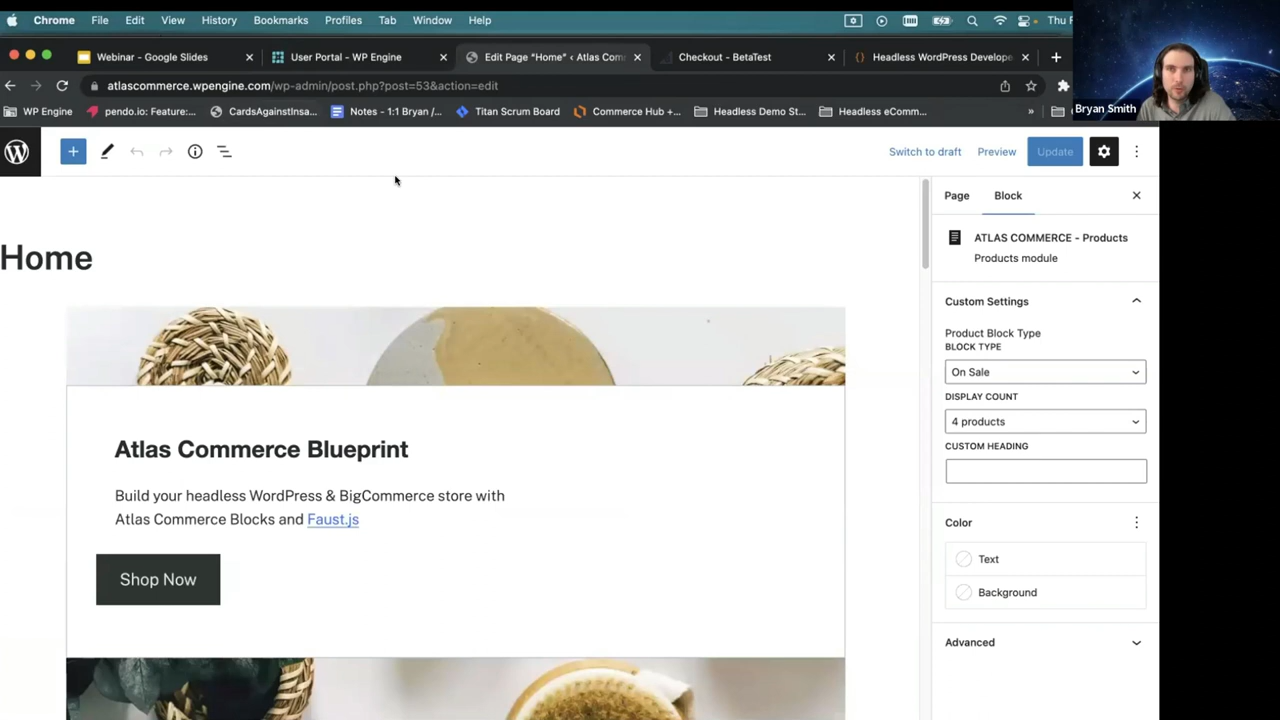 Chrome File Edit View History Bookmarks Profiles Tab Window Help Thu F
Webinar - Google Slides User Portal - WP Engine Edit Page "Home" ‹ Atlas Com Checkout - BetaTest Headless WordPress Develope
atlascommerce.wpengine.com/wp-admin/post.php?post=53&action=edit
WP Engine pendo.io: Feature:... CardsAgainstInsa... Notes - 1:1 Bryan /... Titan Scrum Board Commerce Hub +... Headless Demo St... Headless eComm... »
Bryan Smith
Switch to draft Preview Update
Page Block
ATLAS COMMERCE - Products
Products module
Home
Custom Settings
Product Block Type
BLOCK TYPE
On Sale
DISPLAY COUNT
4 products
CUSTOM HEADING
Atlas Commerce Blueprint
Build your headless WordPress & BigCommerce store with
Atlas Commerce Blocks and Faust.js
Shop Now
Color
Text
Background
Advanced